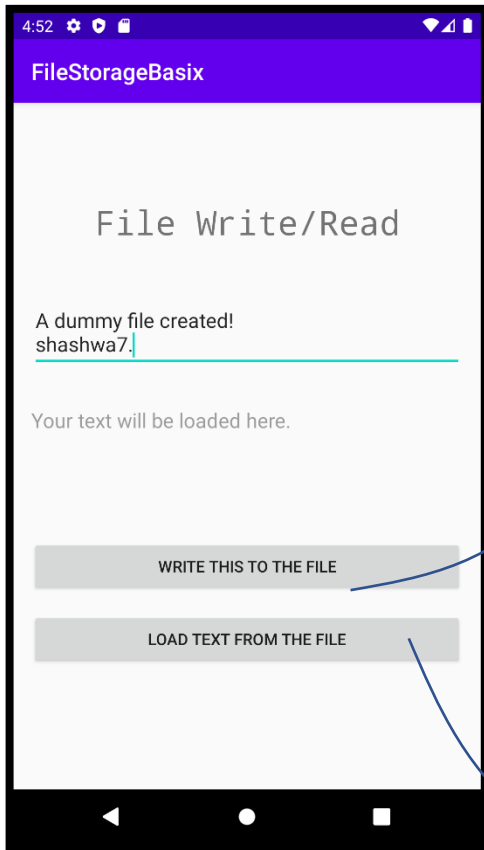 4:52
FileStorageBasix
File Write/Read
A dummy file created!
shashwa7.
Your text will be loaded here.
WRITE THIS TO THE FILE
LOAD TEXT FROM THE FILE